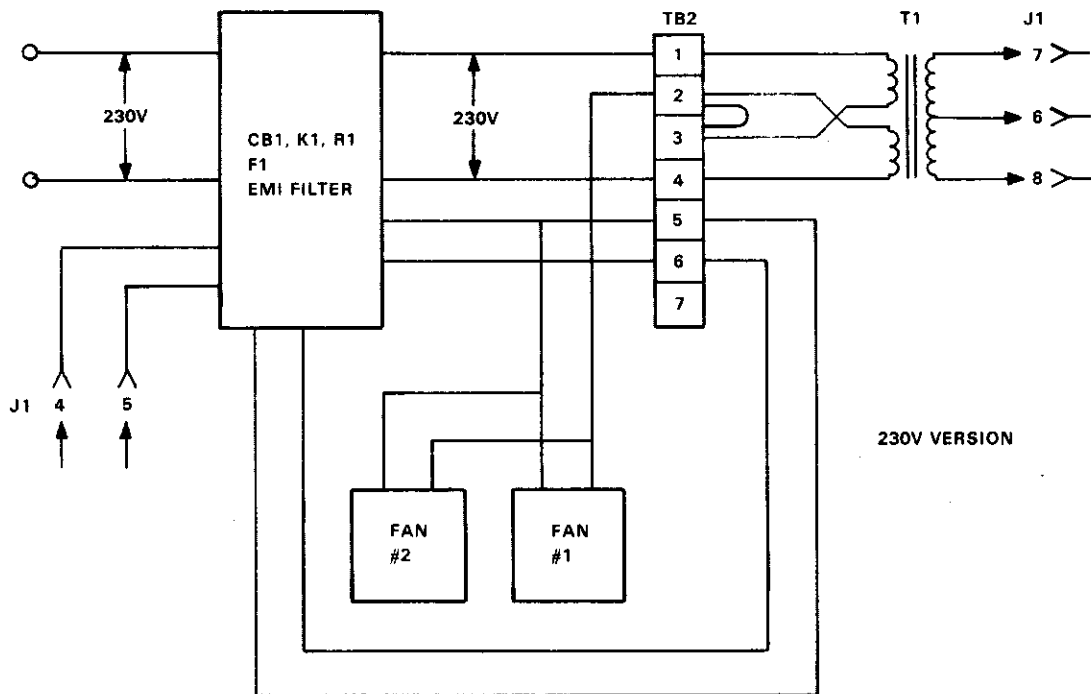 TB2 T1 J1
1
7
2
230V
230V
6
CB1, K1, R1
F1
EMI FILTER
3
4
8
5
6
7
J1 4 5
230V VERSION
FAN
#2
FAN
#1